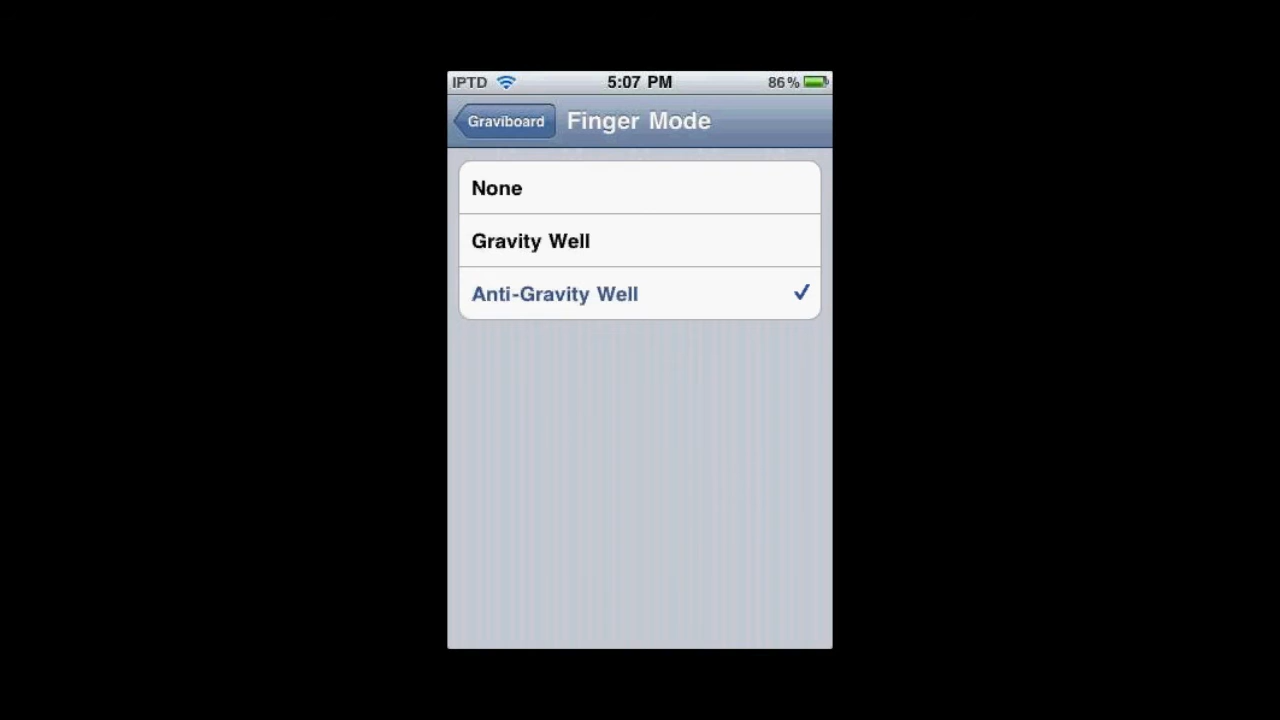 IPTD 5:07 PM 86%
Graviboard Finger Mode
None
Gravity Well
Anti-Gravity Well